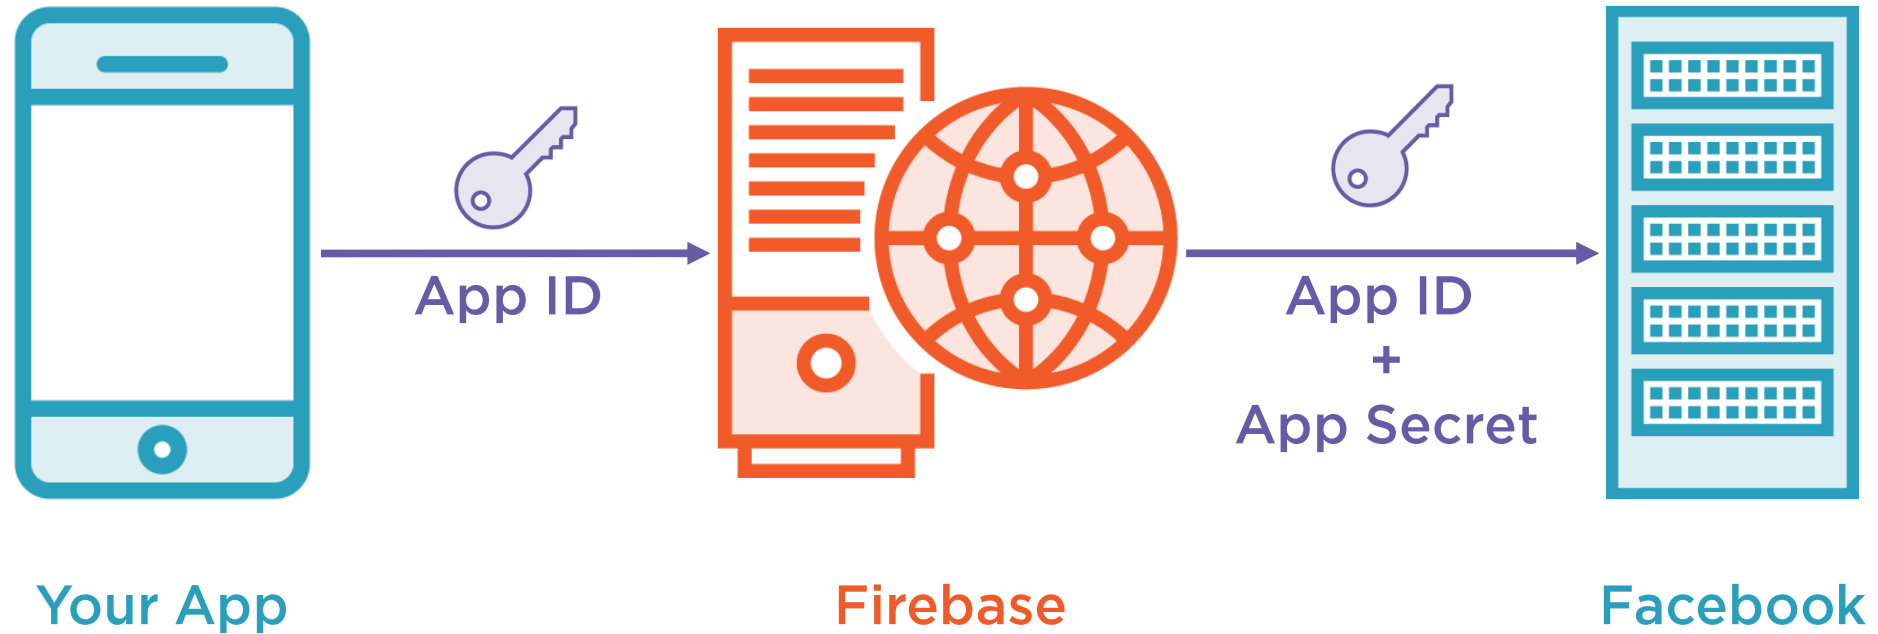 App ID
App ID
+
App Secret
Your App
Firebase
Facebook